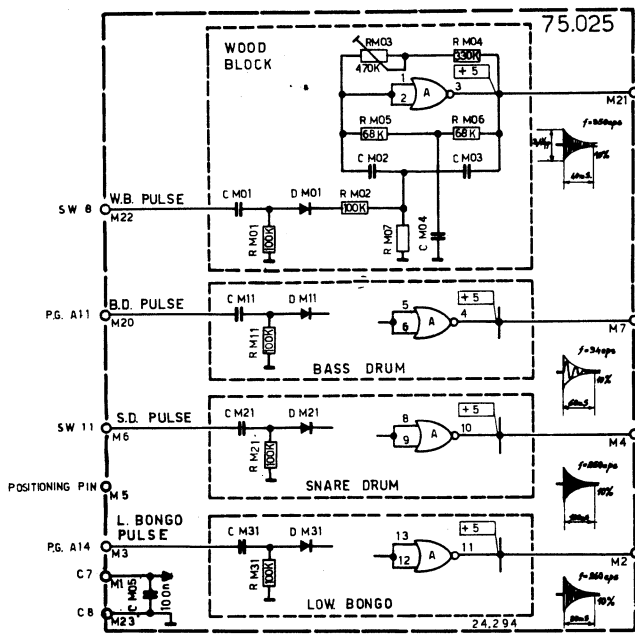 75.025
WOOD
BLOCK
RM03
470K
R M04
330K
1
2
A
3
+ 5
M21
R M05
68K
R M06
68K
C M02
C M03
10%
SW 8
W.B. PULSE
M22
C M01
D M01
R M02
100K
R M01
100K
R M07
C M04
P.G. A11
B.D. PULSE
M20
C M11
D M11
R M11
100K
5
6
A
4
+ 5
M7
BASS DRUM
f=34cps
10%
SW 11
S.D. PULSE
M6
C M21
D M21
R M21
100K
8
9
A
10
+ 5
M4
SNARE DRUM
10%
POSITIONING PIN
M5
L. BONGO
PULSE
P.G. A14
M3
C M31
D M31
R M31
100K
13
12
A
11
+ 5
M2
LOW BONGO
10%
C7
M1
C M05
100n
C8
M23
24.294